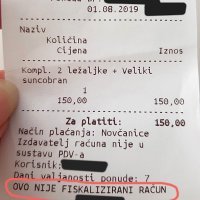 01.08.2019
Naziv
Količina
Cijena Iznos
Kompl. 2 ležaljke + Veliki
suncobran
1
150,00 150,00
Za platiti: 150,00
Način plaćanja: Novčanice
Izdavatelj računa nije u
sustavu PDV-a
Korisnik:
Dani valjanosti ponude: 7
OVO NIJE FISKALIZIRANI RAČUN